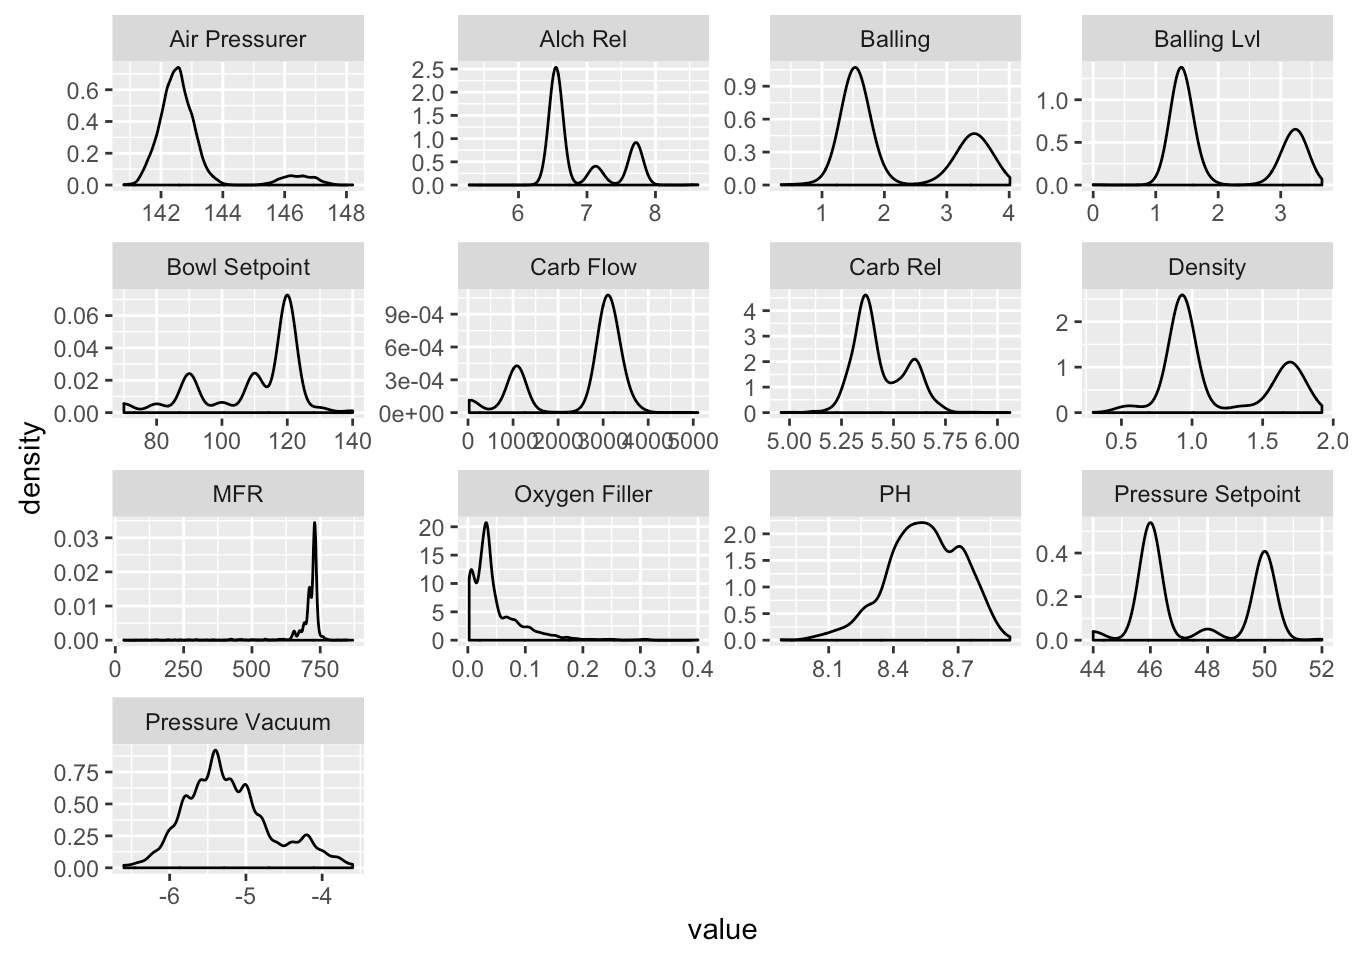 Air Pressurer Alch Rel Balling Balling Lvl
0.6 0.4 0.2 0.0
142 144 146 148
2.5 2.0 1.5 1.0 0.5 0.0
6 7 8
0.9 0.6 0.3 0.0
1 2 3 4
1.0 0.5 0.0
0 1 2 3
Bowl Setpoint Carb Flow Carb Rel Density
0.06 0.04 0.02 0.00
80 100 120 140
9e-04 6e-04 3e-04 0e+00
0 1000 2000 3000 4000 5000
4 3 2 1 0
5.00 5.25 5.50 5.75 6.00
2 1 0
0.5 1.0 1.5 2.0
density
MFR Oxygen Filler PH Pressure Setpoint
0.03 0.02 0.01 0.00
0 250 500 750
20 15 10 5 0
0.0 0.1 0.2 0.3 0.4
2.0 1.5 1.0 0.5 0.0
8.1 8.4 8.7
0.4 0.2 0.0
44 46 48 50 52
Pressure Vacuum
0.75 0.50 0.25 0.00
-6 -5 -4
value